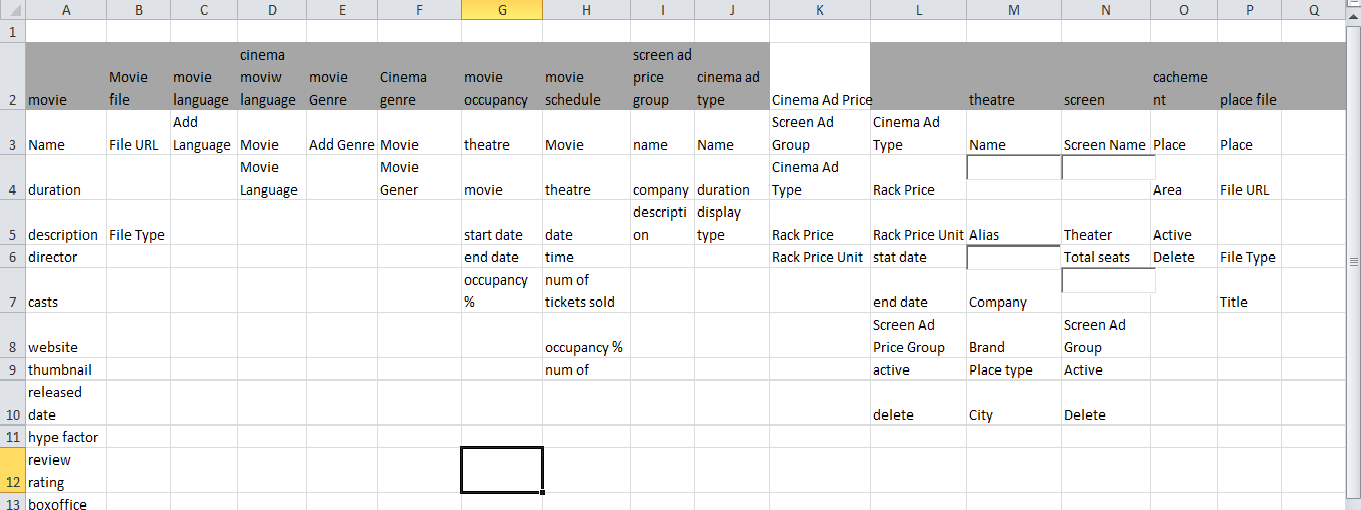 A B C D E F G H I J K L M N O P Q
1
cinema screen ad
Movie movie moviw movie Cinema movie movie price cinema ad cacheme
2 movie file language language Genre genre occupancy schedule group type Cinema Ad Price theatre screen nt place file
Add Screen Ad Cinema Ad
3 Name File URL Language Movie Add Genre Movie theatre Movie name Name Group Type Name Screen Name Place Place
Movie Movie Cinema Ad
4 duration Language Gener movie theatre company duration Type Rack Price Area File URL
descripti display
5 description File Type start date date on type Rack Price Rack Price Unit Alias Theater Active
6 director end date time Rack Price Unit stat date Total seats Delete File Type
occupancy num of
7 casts % tickets sold end date Company Title
Screen Ad Screen Ad
8 website occupancy % Price Group Brand Group
9 thumbnail num of active Place type Active
released
10 date delete City Delete
11 hype factor
review
12 rating
13 boxoffice